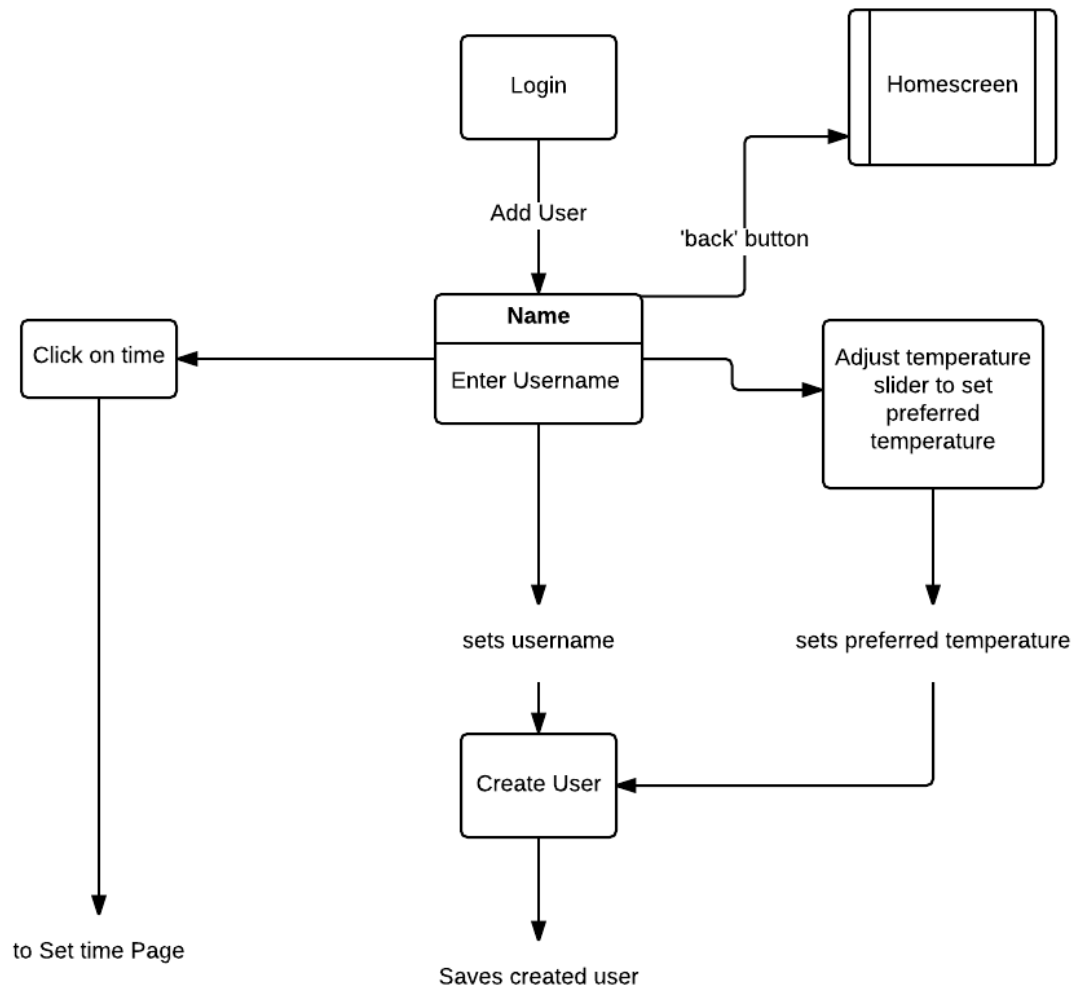 Login
Homescreen
Add User
'back' button
Name
Enter Username
Click on time
Adjust temperature
slider to set
preferred
temperature
sets username
sets preferred temperature
Create User
to Set time Page
Saves created user